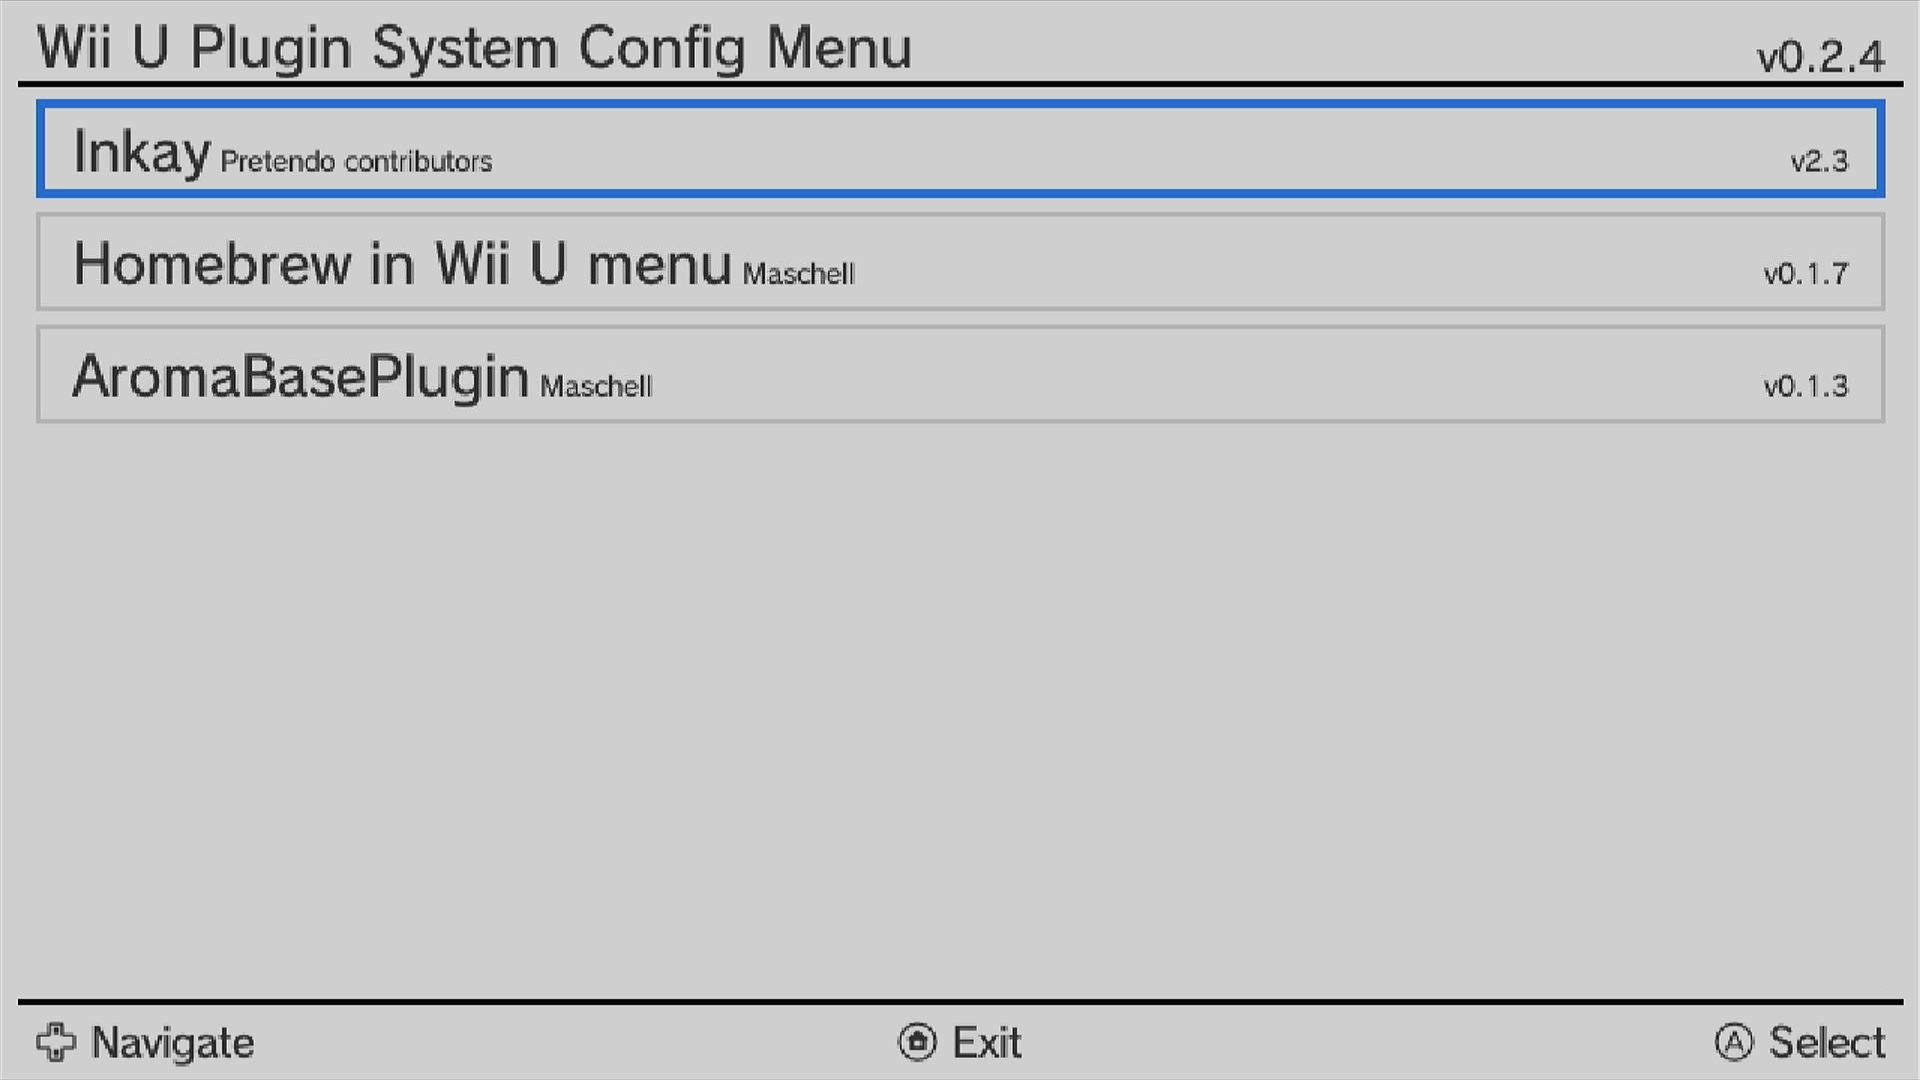 Wii U Plugin System Config Menu v0.2.4
Inkay Pretendo contributors v2.3
Homebrew in Wii U menu Maschell v0.1.7
AromaBasePlugin Maschell v0.1.3
Navigate Exit A Select